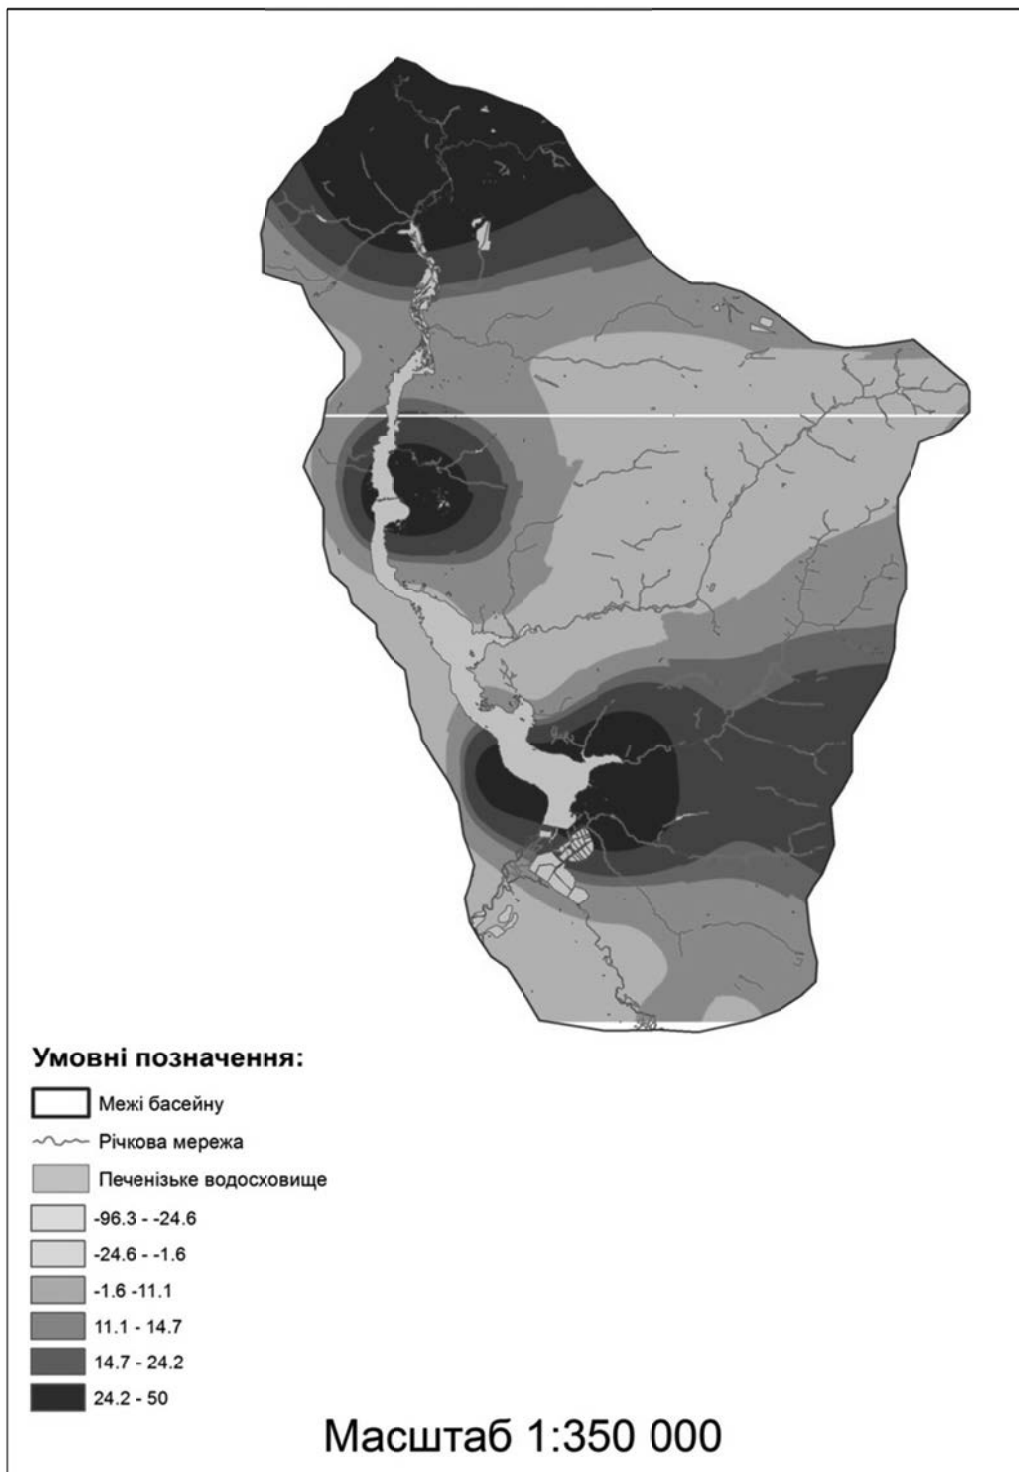 Умовні позначення:
Межі басейну
Річкова мережа
Печенізьке водосховище
-96.3 - -24.6
-24.6 - -1.6
-1.6 -11.1
11.1 - 14.7
14.7 - 24.2
24.2 - 50
Масштаб 1:350 000